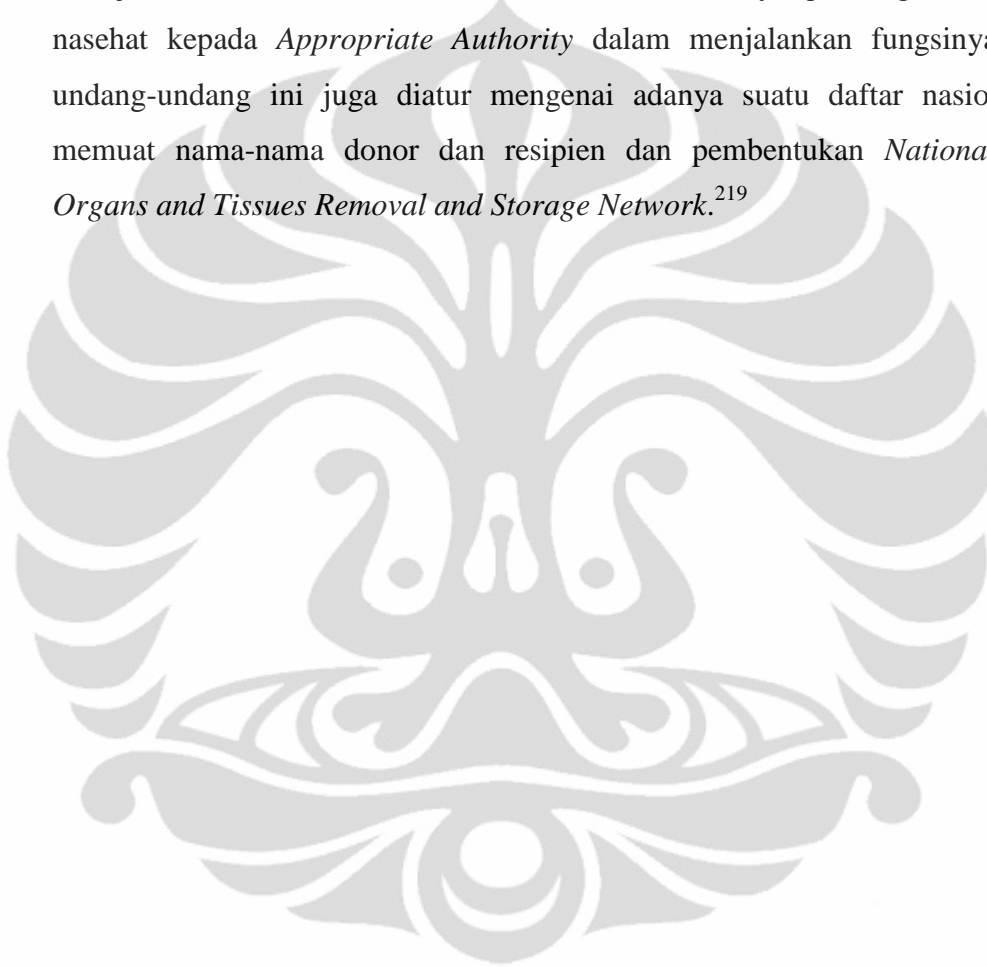 nasehat kepada Appropriate Authority dalam menjalankan fungsinya
undang-undang ini juga diatur mengenai adanya suatu daftar nasio
memuat nama-nama donor dan resipien dan pembentukan Nationa
Organs and Tissues Removal and Storage Network.219